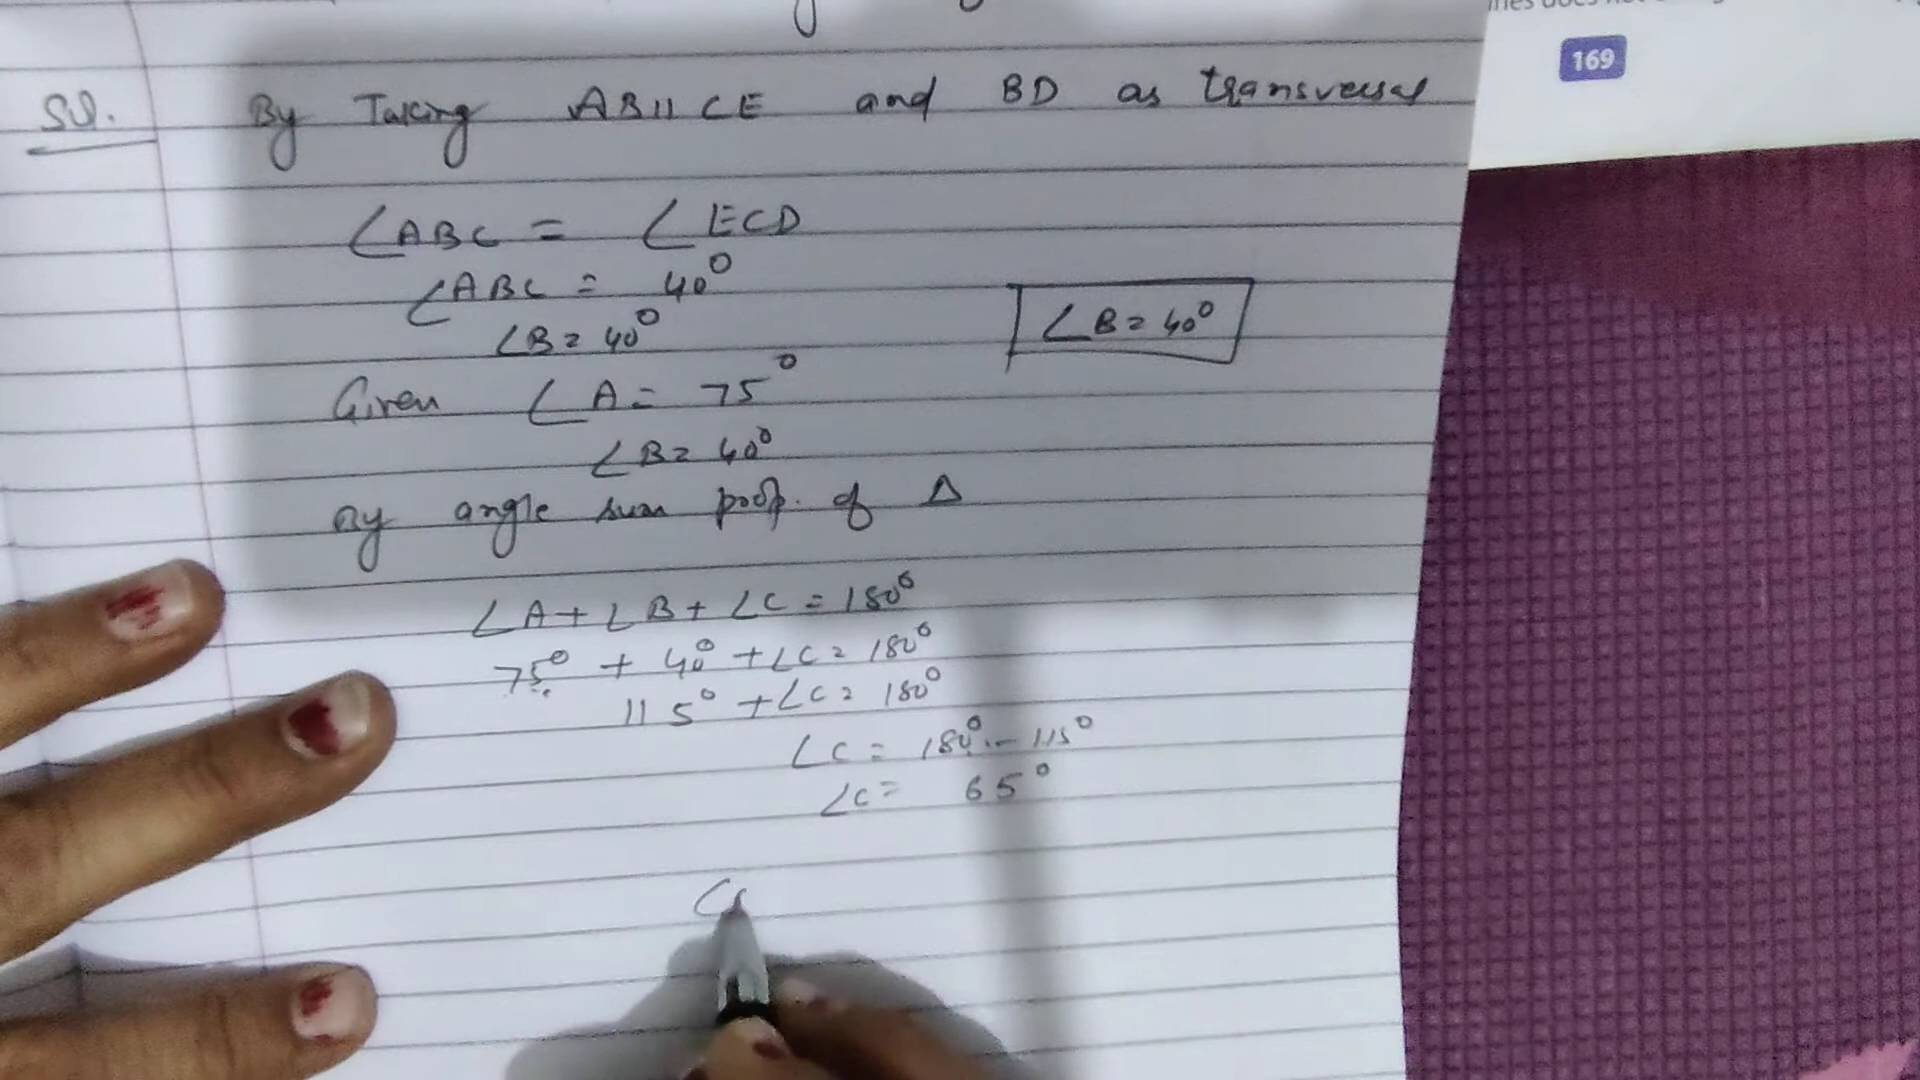 169
Sol. By Taking AB॥ CE and BD as transversal
∠ABC = ∠ECD
∠ABC = 40°
∠B = 40°
∠B = 40°
Given ∠A = 75°
∠B = 40°
By angle sum prop. of Δ
∠A + ∠B + ∠C = 180°
75° + 40° + ∠C = 180°
115° + ∠C = 180°
∠C = 180° - 115°
∠C = 65°